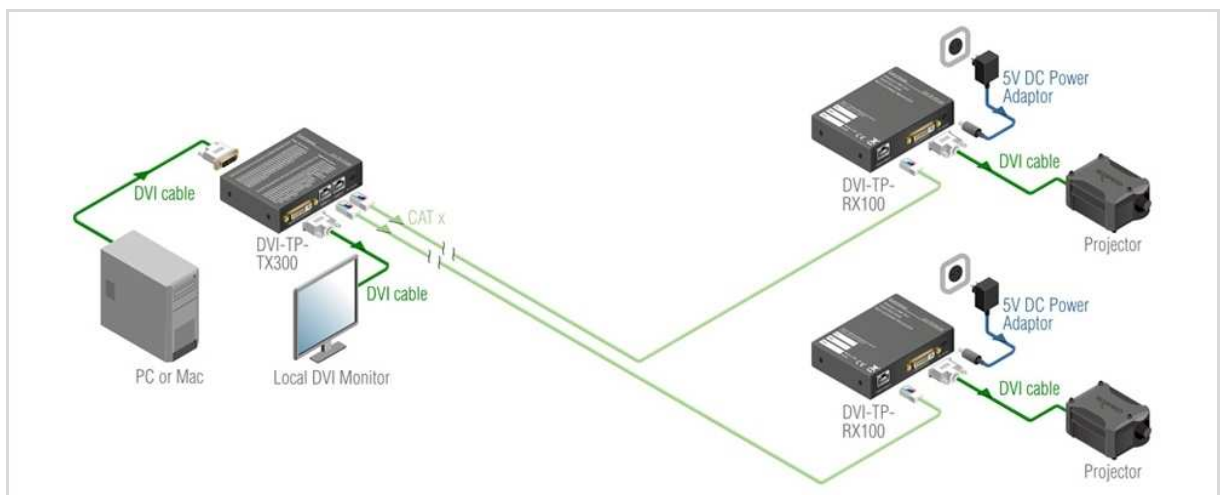 DVI cable
PC or Mac
DVI-TP-
TX300
DVI cable
Local DVI Monitor
CAT x
5V DC Power
Adaptor
DVI-TP-
RX100
DVI cable
Projector
5V DC Power
Adaptor
DVI-TP-
RX100
DVI cable
Projector